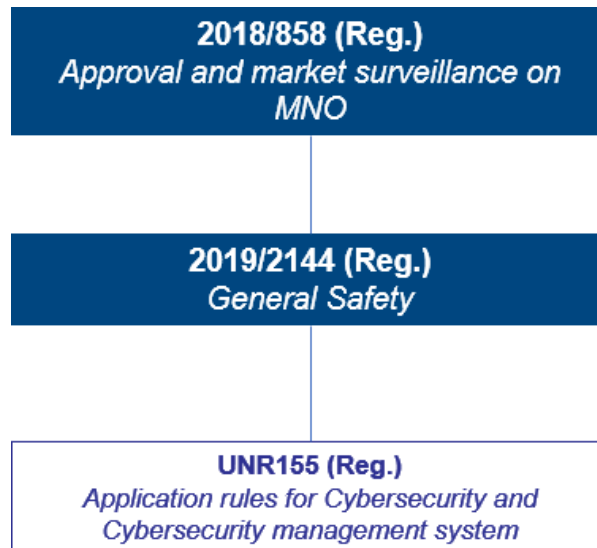 2018/858 (Reg.)
Approval and market surveillance on
MNO
2019/2144 (Reg.)
General Safety
UNR155 (Reg.)
Application rules for Cybersecurity and
Cybersecurity management system